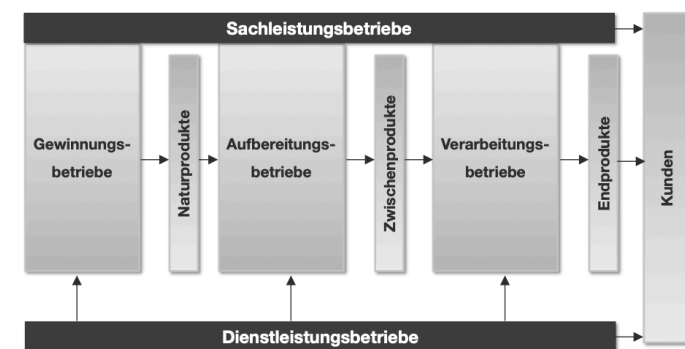 Sachleistungsbetriebe
Gewinnungs-
betriebe
Naturprodukte
Aufbereitungs-
betriebe
Zwischenprodukte
Verarbeitungs-
betriebe
Endprodukte
Kunden
Dienstleistungsbetriebe